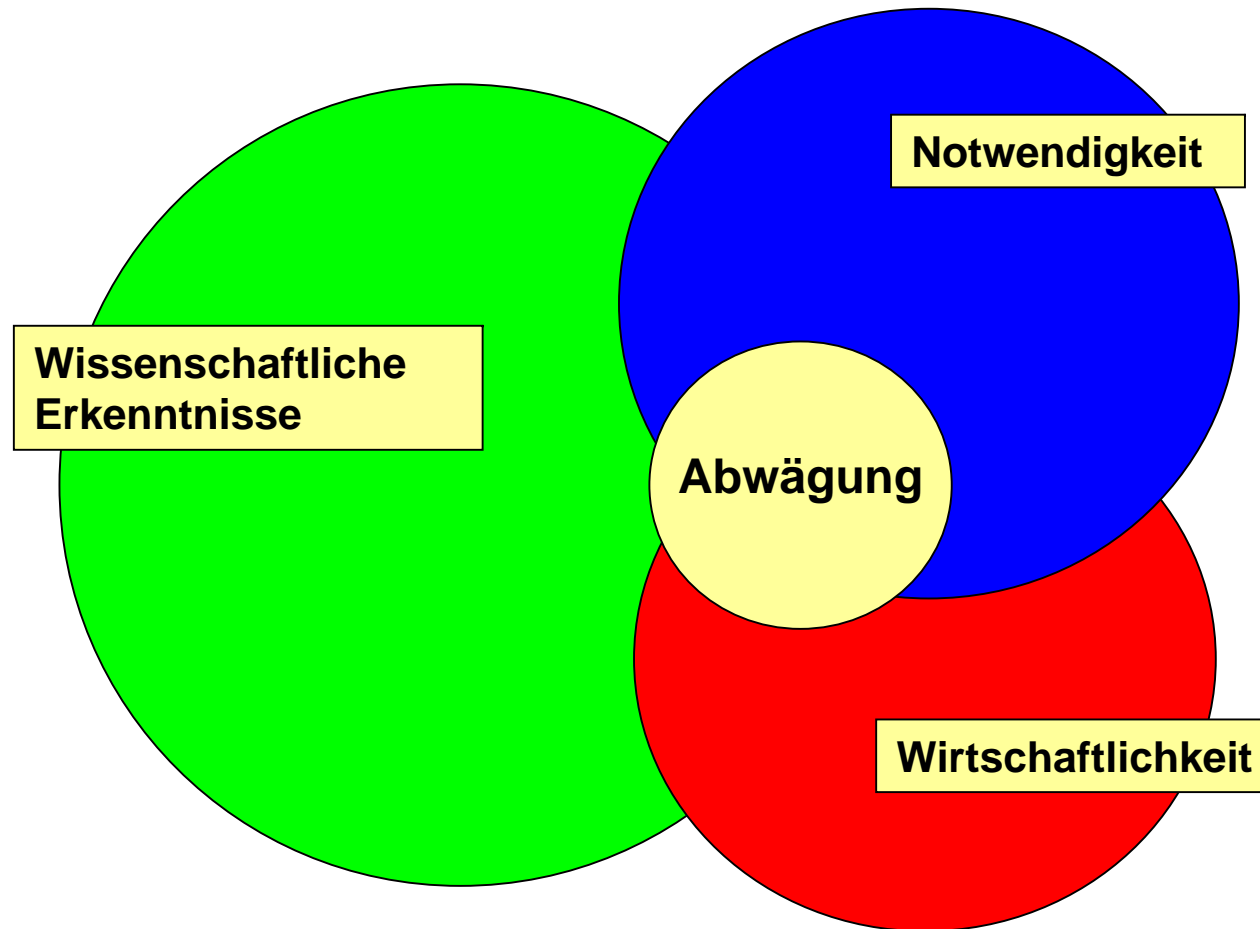 Notwendigkeit
Wissenschaftliche
Erkenntnisse
Abwägung
Wirtschaftlichkeit